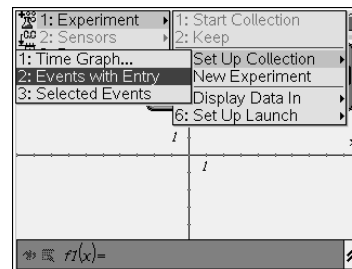 1: Experiment
2: Sensors
1: Start Collection
2: Keep
Set Up Collection
New Experiment
Display Data In
6: Set Up Launch
1: Time Graph...
2: Events with Entry
3: Selected Events
1
1
x
f1(x)=